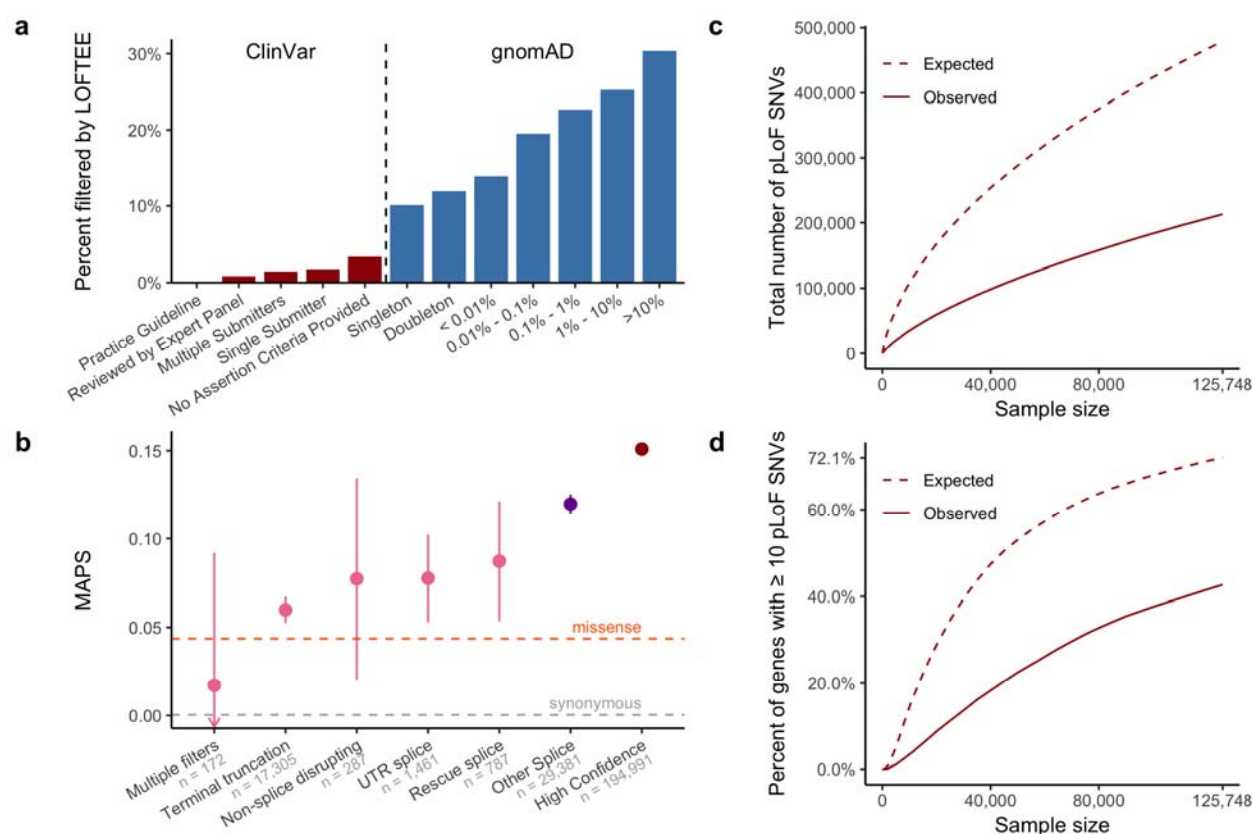 a
ClinVar
gnomAD
Percent filtered by LOFTEE
30%
20%
10%
0%
Practice Guideline
Reviewed by Expert Panel
Multiple Submitters
Single Submitter
No Assertion Criteria Provided
Singleton
Doubleton
< 0.01%
0.01% - 0.1%
0.1% - 1%
1% - 10%
>10%
b
MAPS
0.15
0.10
0.05
0.00
missense
synonymous
Multiple filters
n = 172
Terminal truncation
n = 17,305
Non-splice disrupting
n = 287
UTR splice
n = 1,461
Rescue splice
n = 787
Other Splice
n = 29,381
High Confidence
n = 194,991
c
Total number of pLoF SNVs
500,000
400,000
300,000
200,000
100,000
0
Expected
Observed
0
40,000
80,000
125,748
Sample size
d
Percent of genes with ≥ 10 pLoF SNVs
72.1%
60.0%
40.0%
20.0%
0.0%
Expected
Observed
0
40,000
80,000
125,748
Sample size